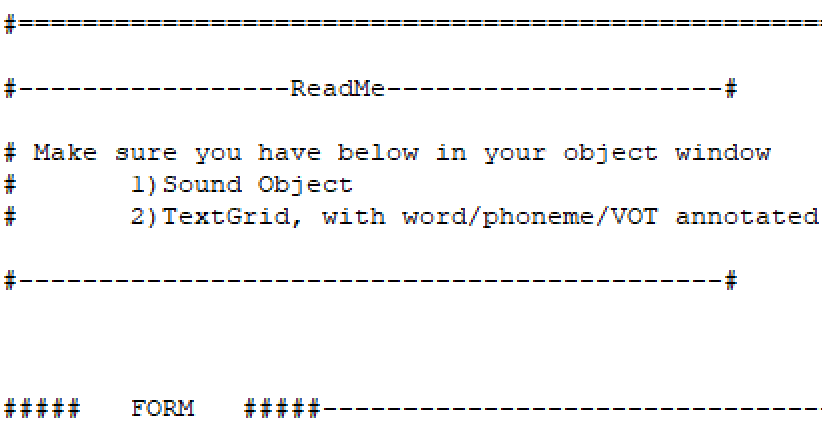 #===================================================
#-----------------ReadMe---------------------#
# Make sure you have below in your object window
#       1)Sound Object
#       2)TextGrid, with word/phoneme/VOT annotated
#--------------------------------------------#
#####   FORM   #####-------------------------------